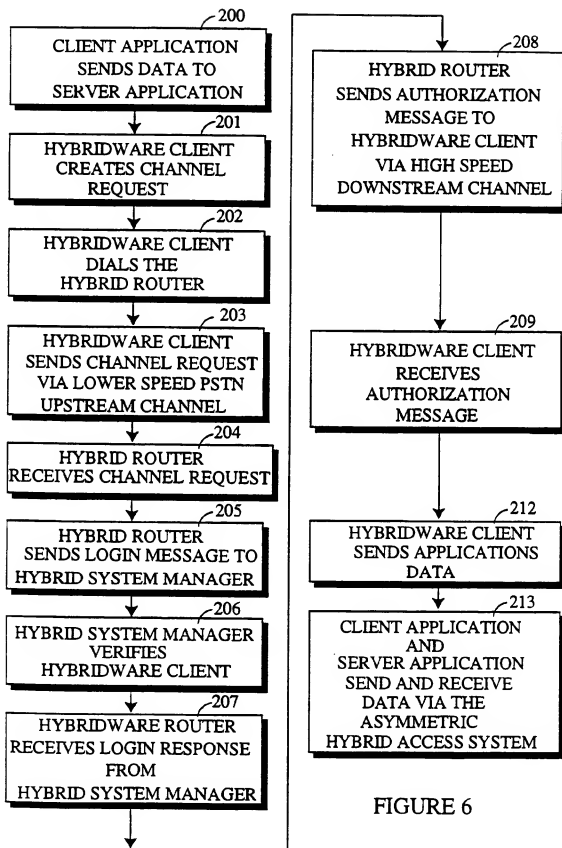 200
CLIENT APPLICATION
SENDS DATA TO
SERVER APPLICATION
201
HYBRIDWARE CLIENT
CREATES CHANNEL
REQUEST
202
HYBRIDWARE CLIENT
DIALS THE
HYBRID ROUTER
203
HYBRIDWARE CLIENT
SENDS CHANNEL REQUEST
VIA LOWER SPEED PSTN
UPSTREAM CHANNEL
204
HYBRID ROUTER
RECEIVES CHANNEL REQUEST
205
HYBRID ROUTER
SENDS LOGIN MESSAGE TO
HYBRID SYSTEM MANAGER
206
HYBRID SYSTEM MANAGER
VERIFIES
HYBRIDWARE CLIENT
207
HYBRIDWARE ROUTER
RECEIVES LOGIN RESPONSE
FROM
HYBRID SYSTEM MANAGER
208
HYBRID ROUTER
SENDS AUTHORIZATION
MESSAGE TO
HYBRIDWARE CLIENT
VIA HIGH SPEED
DOWNSTREAM CHANNEL
209
HYBRIDWARE CLIENT
RECEIVES
AUTHORIZATION
MESSAGE
212
HYBRIDWARE CLIENT
SENDS APPLICATIONS
DATA
213
CLIENT APPLICATION
AND
SERVER APPLICATION
SEND AND RECEIVE
DATA VIA THE
ASYMMETRIC
HYBRID ACCESS SYSTEM
FIGURE 6